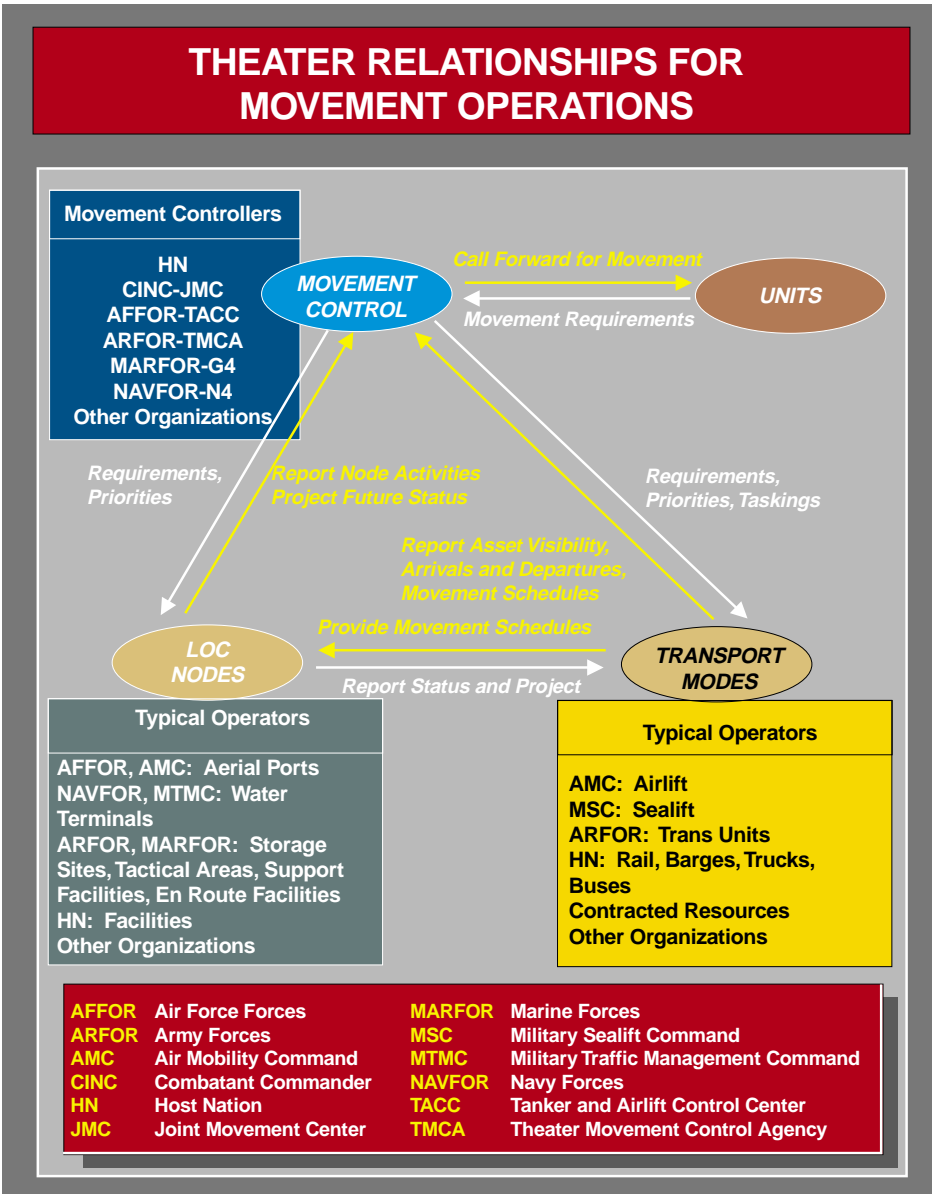 THEATER RELATIONSHIPS FOR
MOVEMENT OPERATIONS
Movement Controllers
HN
CINC-JMC
AFFOR-TACC
ARFOR-TMCA
MARFOR-G4
NAVFOR-N4
Other Organizations
MOVEMENT
CONTROL
Call Forward for Movement
Movement Requirements
UNITS
Requirements,
Priorities
Report Node Activities
Project Future Status
Requirements,
Priorities, Taskings
Report Asset Visibility,
Arrivals and Departures,
Movement Schedules
Provide Movement Schedules
LOC
NODES
Report Status and Project
TRANSPORT
MODES
Typical Operators
AFFOR, AMC: Aerial Ports
NAVFOR, MTMC: Water
Terminals
ARFOR, MARFOR: Storage
Sites, Tactical Areas, Support
Facilities, En Route Facilities
HN: Facilities
Other Organizations
Typical Operators
AMC: Airlift
MSC: Sealift
ARFOR: Trans Units
HN: Rail, Barges, Trucks,
Buses
Contracted Resources
Other Organizations
AFFOR Air Force Forces
ARFOR Army Forces
AMC Air Mobility Command
CINC Combatant Commander
HN Host Nation
JMC Joint Movement Center
MARFOR Marine Forces
MSC Military Sealift Command
MTMC Military Traffic Management Command
NAVFOR Navy Forces
TACC Tanker and Airlift Control Center
TMCA Theater Movement Control Agency